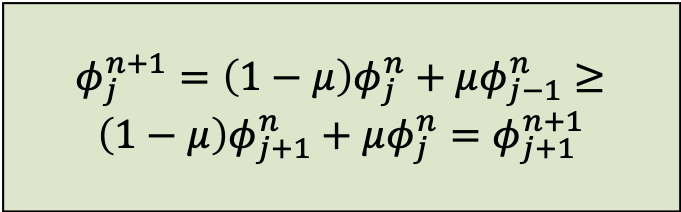 ϕ_j^{n+1} = (1 − μ)ϕ_j^n + μϕ_{j−1}^n ≥
(1 − μ)ϕ_{j+1}^n + μϕ_j^n = ϕ_{j+1}^{n+1}